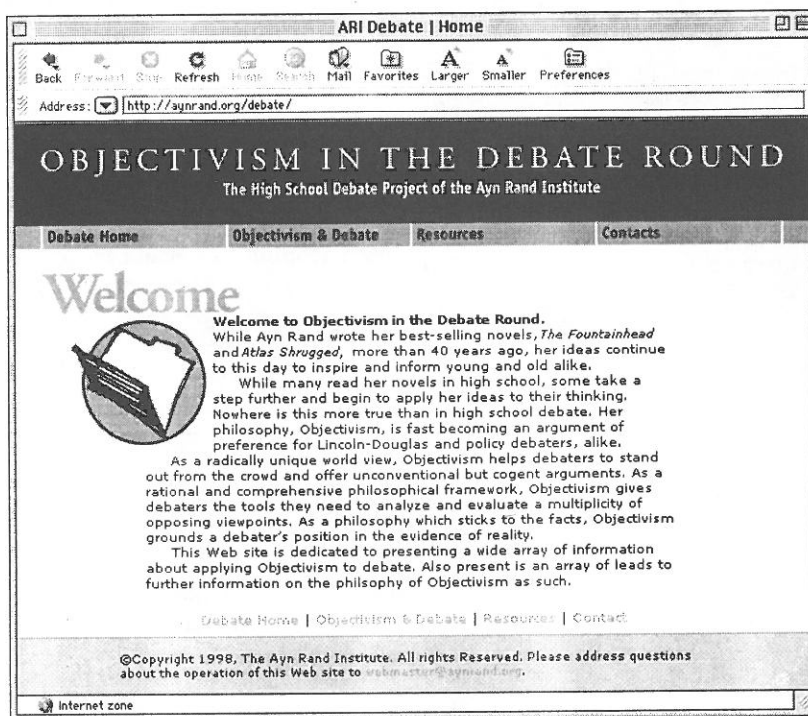 ARI Debate | Home
Back Forward Stop Refresh Home Search Mail Favorites Larger Smaller Preferences
Address: http://aynrand.org/debate/
OBJECTIVISM IN THE DEBATE ROUND
The High School Debate Project of the Ayn Rand Institute
Debate Home Objectivism & Debate Resources Contacts
Welcome
Welcome to Objectivism in the Debate Round.
While Ayn Rand wrote her best-selling novels, The Fountainhead
and Atlas Shrugged, more than 40 years ago, her ideas continue
to this day to inspire and inform young and old alike.
While many read her novels in high school, some take a
step further and begin to apply her ideas to their thinking.
Nowhere is this more true than in high school debate. Her
philosophy, Objectivism, is fast becoming an argument of
preference for Lincoln-Douglas and policy debaters, alike.
As a radically unique world view, Objectivism helps debaters to stand
out from the crowd and offer unconventional but cogent arguments. As a
rational and comprehensive philosophical framework, Objectivism gives
debaters the tools they need to analyze and evaluate a multiplicity of
opposing viewpoints. As a philosophy which sticks to the facts, Objectivism
grounds a debater's position in the evidence of reality.
This Web site is dedicated to presenting a wide array of information
about applying Objectivism to debate. Also present is an array of leads to
further information on the philsophy of Objectivism as such.
Debate Home | Objectivism & Debate | Resources | Contact
©Copyright 1998, The Ayn Rand Institute. All rights Reserved. Please address questions
about the operation of this Web site to webmaster@aynrand.org.
Internet zone